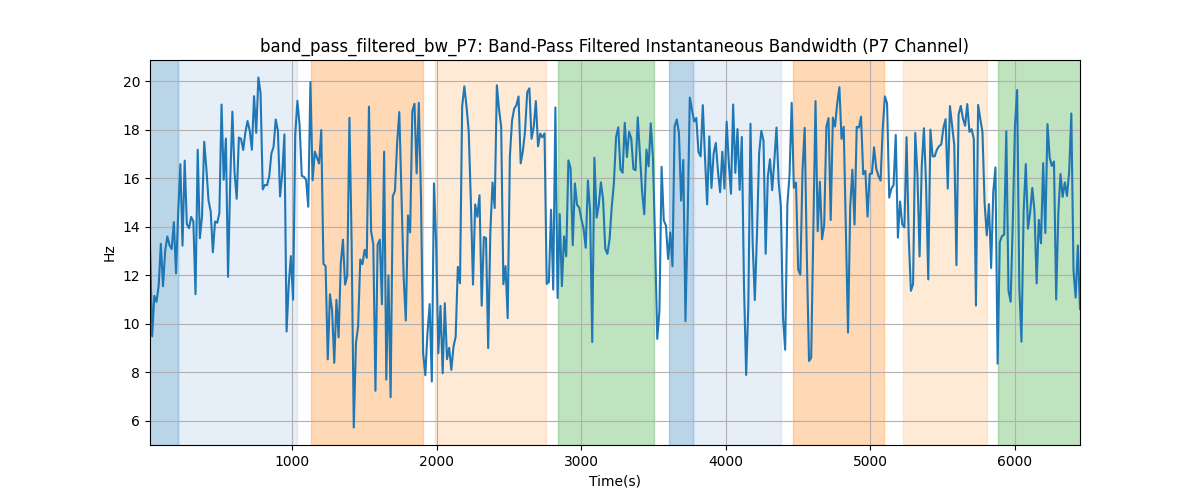 band_pass_filtered_bw_P7: Band-Pass Filtered Instantaneous Bandwidth (P7 Channel)
20
18
16
14
12
10
8
6
Hz
1000 2000 3000 4000 5000 6000
Time(s)